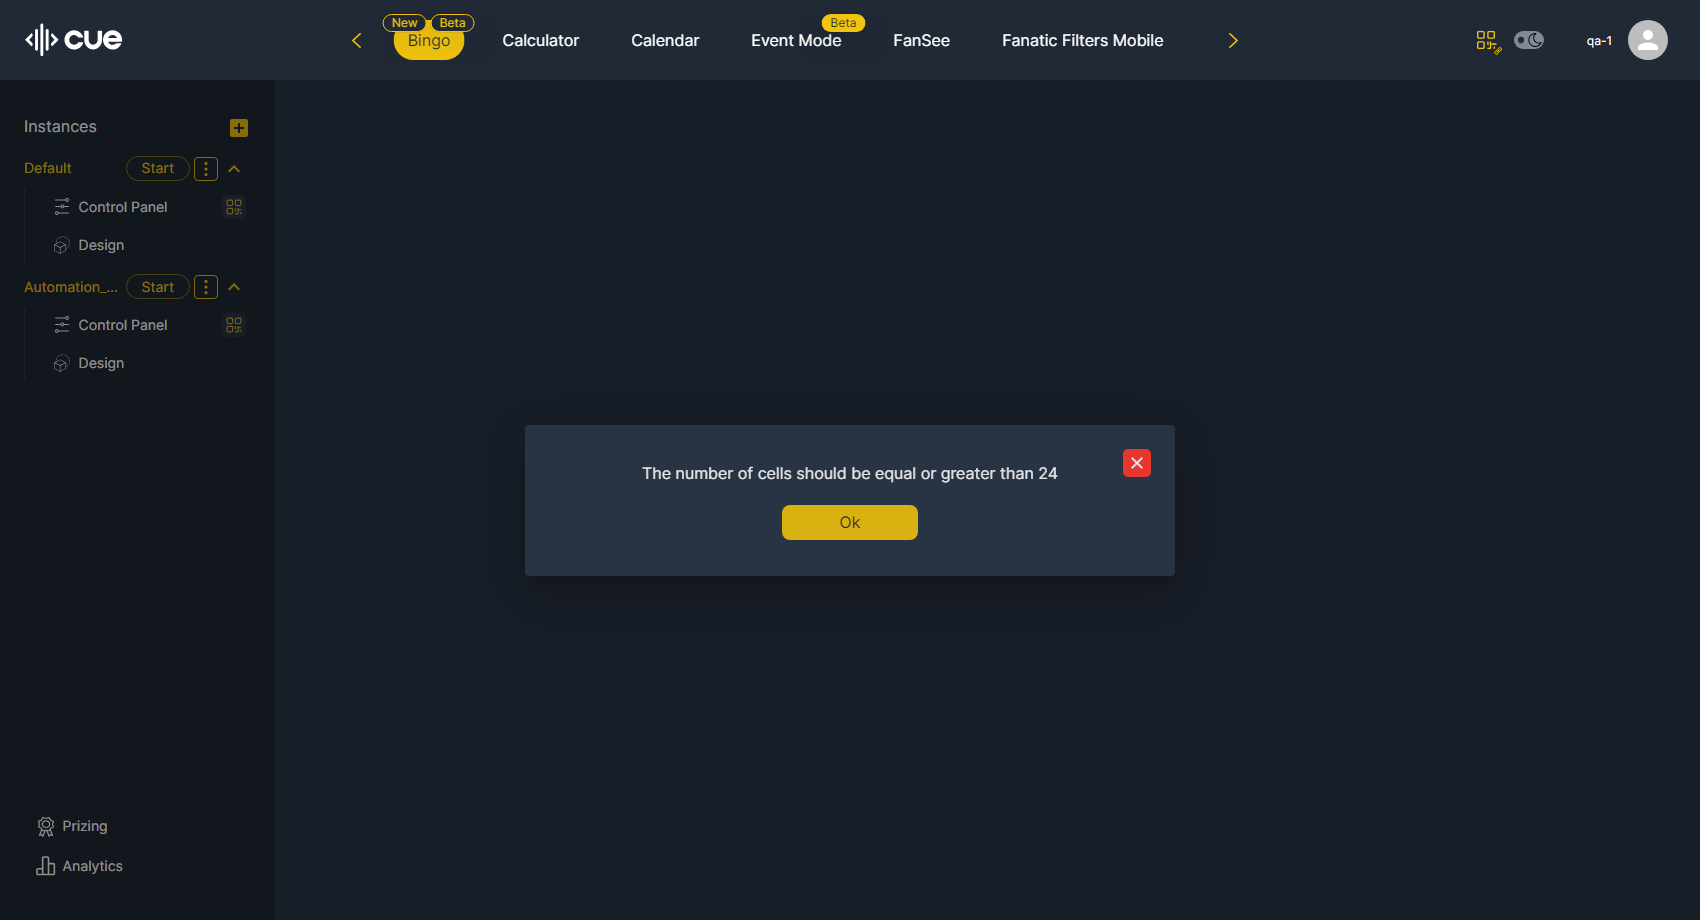 cue
New Beta
Bingo
Calculator
Calendar
Beta
Event Mode
FanSee
Fanatic Filters Mobile
qa-1
Instances
Default Start
Control Panel
Design
Automation_... Start
Control Panel
Design
The number of cells should be equal or greater than 24
Ok
Prizing
Analytics